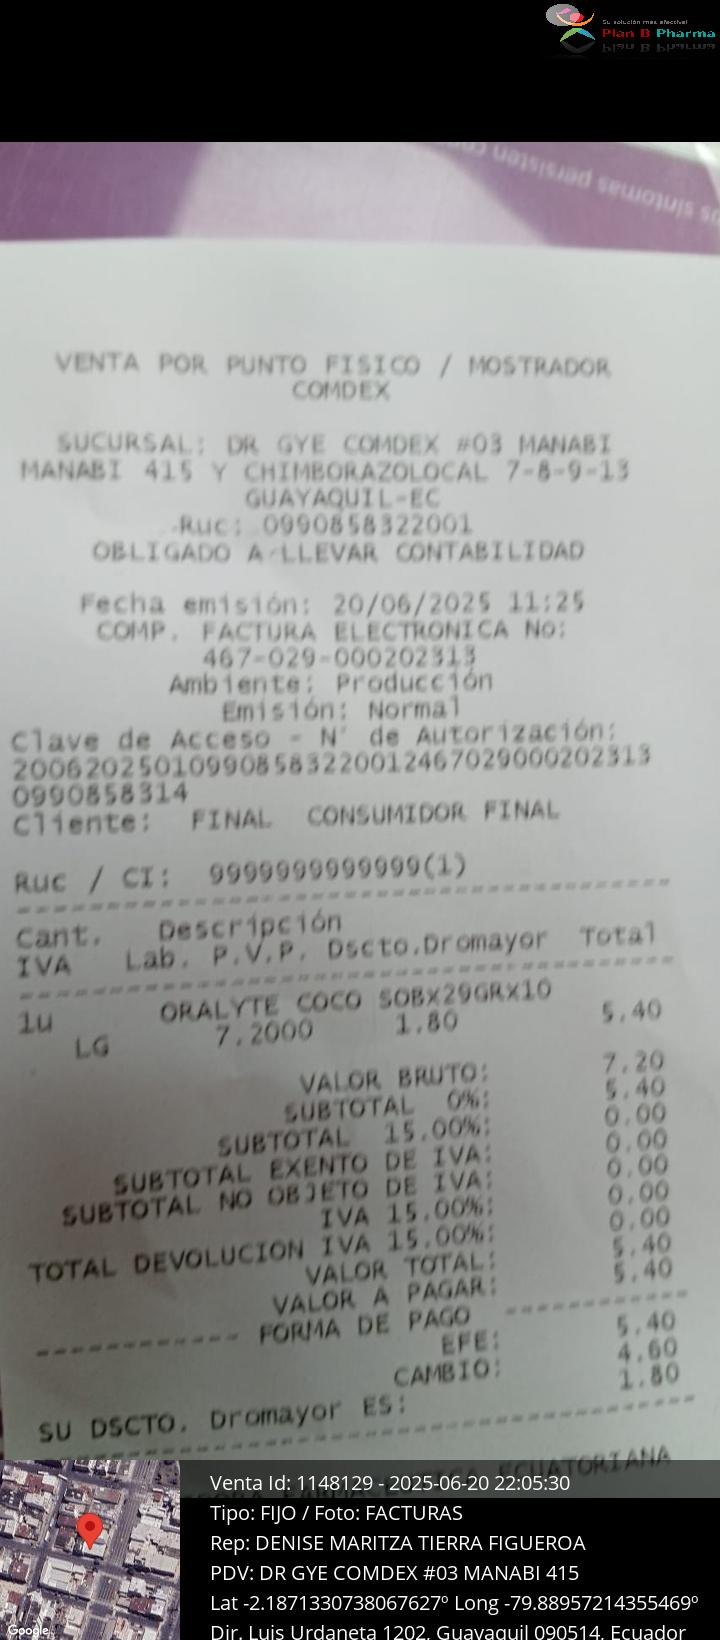 Su solución más efectiva!
Plan B Pharma
os síntomas persisten
VENTA POR PUNTO FISICO / MOSTRADOR
COMDEX
SUCURSAL: DR GYE COMDEX #03 MANABI
MANABI 415 Y CHIMBORAZOLOCAL 7-8-9-13
GUAYAQUIL-EC
Ruc: 0990858322001
OBLIGADO A LLEVAR CONTABILIDAD
Fecha emisión: 20/06/2025 11:25
COMP. FACTURA ELECTRONICA No:
467-029-000202313
Ambiente: Producción
Emisión: Normal
Clave de Acceso - N° de Autorización:
200620250109908583220012467029000202313
0990858314
Cliente: FINAL CONSUMIDOR FINAL
Ruc / CI: 9999999999999(1)
Cant. Descripción
IVA Lab. P.V.P. Dscto.Dromayor Total
1u ORALYTE COCO SOBX29GRX10
LG 7.2000 1.80 5.40
VALOR BRUTO: 7.20
SUBTOTAL 0%: 5.40
SUBTOTAL 15.00%: 0.00
SUBTOTAL EXENTO DE IVA: 0.00
SUBTOTAL NO OBJETO DE IVA: 0.00
IVA 15.00%: 0.00
TOTAL DEVOLUCION IVA 15.00%: 0.00
VALOR TOTAL: 5.40
VALOR A PAGAR: 5.40
------------ FORMA DE PAGO ------------
EFE: 5.40
CAMBIO: 4.60
SU DSCTO. Dromayor ES: 1.80
ECUATORIANA
Venta Id: 1148129 - 2025-06-20 22:05:30
Tipo: FIJO / Foto: FACTURAS
Rep: DENISE MARITZA TIERRA FIGUEROA
PDV: DR GYE COMDEX #03 MANABI 415
Lat -2.1871330738067627º Long -79.88957214355469º
Dir. Luis Urdaneta 1202, Guayaquil 090514, Ecuador
Google